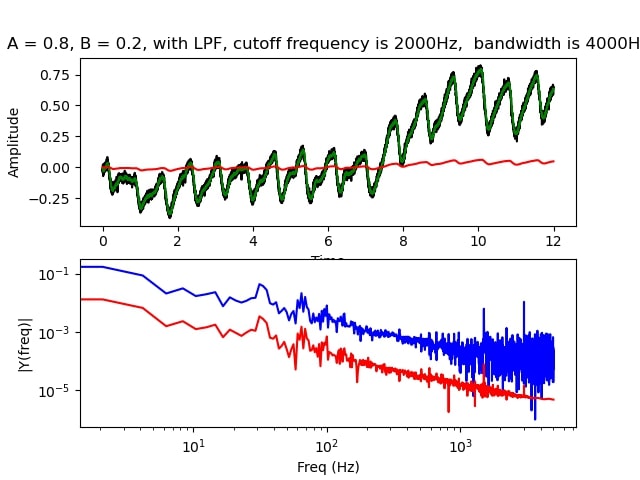 A = 0.8, B = 0.2, with LPF, cutoff frequency is 2000Hz,  bandwidth is 4000H
0.75
0.50
0.25
0.00
−0.25
Amplitude
0 2 4 6 8 10 12
Time
10⁻¹
10⁻³
10⁻⁵
|Y(freq)|
10¹ 10² 10³
Freq (Hz)